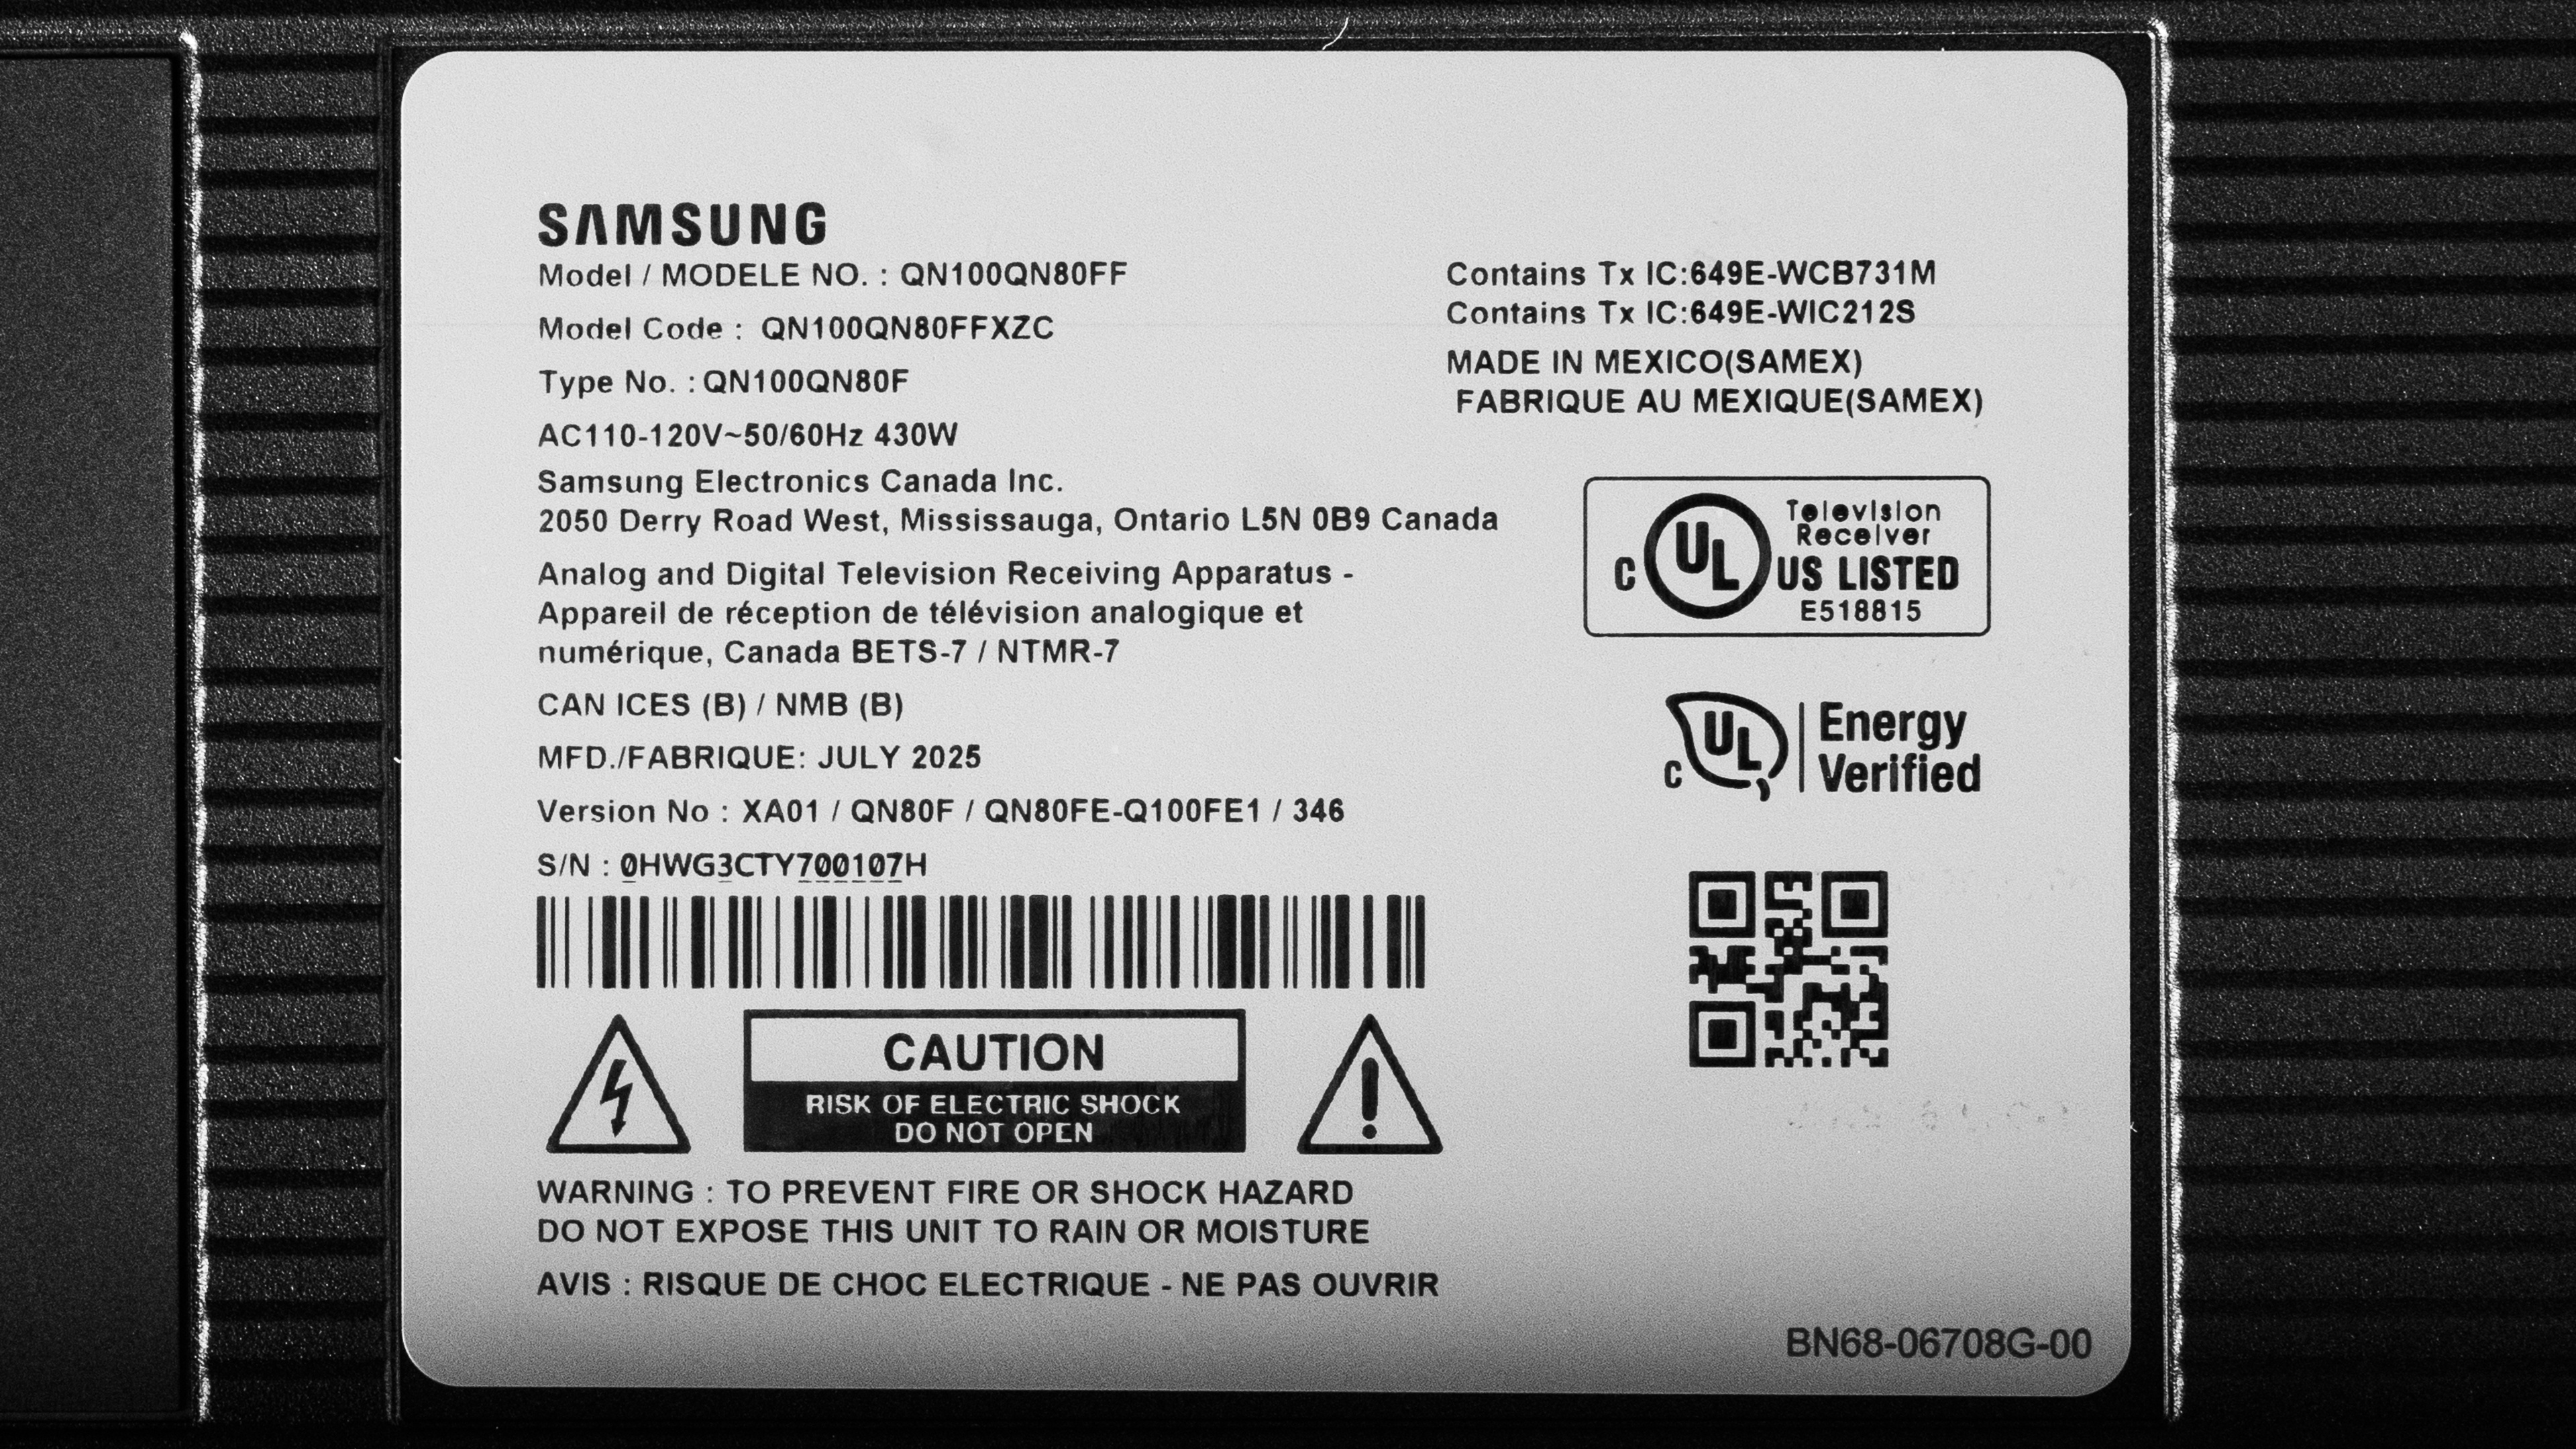 SAMSUNG
Model / MODELE NO. : QN100QN80FF
Model Code : QN100QN80FFXZC
Type No. : QN100QN80F
AC110-120V~50/60Hz 430W
Samsung Electronics Canada Inc.
2050 Derry Road West, Mississauga, Ontario L5N 0B9 Canada
Analog and Digital Television Receiving Apparatus -
Appareil de réception de télévision analogique et
numérique, Canada BETS-7 / NTMR-7
CAN ICES (B) / NMB (B)
MFD./FABRIQUE: JULY 2025
Version No : XA01 / QN80F / QN80FE-Q100FE1 / 346
S/N : 0HWG3CTY700107H
CAUTION
RISK OF ELECTRIC SHOCK
DO NOT OPEN
WARNING : TO PREVENT FIRE OR SHOCK HAZARD
DO NOT EXPOSE THIS UNIT TO RAIN OR MOISTURE
AVIS : RISQUE DE CHOC ELECTRIQUE - NE PAS OUVRIR
Contains Tx IC:649E-WCB731M
Contains Tx IC:649E-WIC212S
MADE IN MEXICO(SAMEX)
FABRIQUE AU MEXIQUE(SAMEX)
C UL
Television
Receiver
US LISTED
E518815
C UL
Energy
Verified
BN68-06708G-00